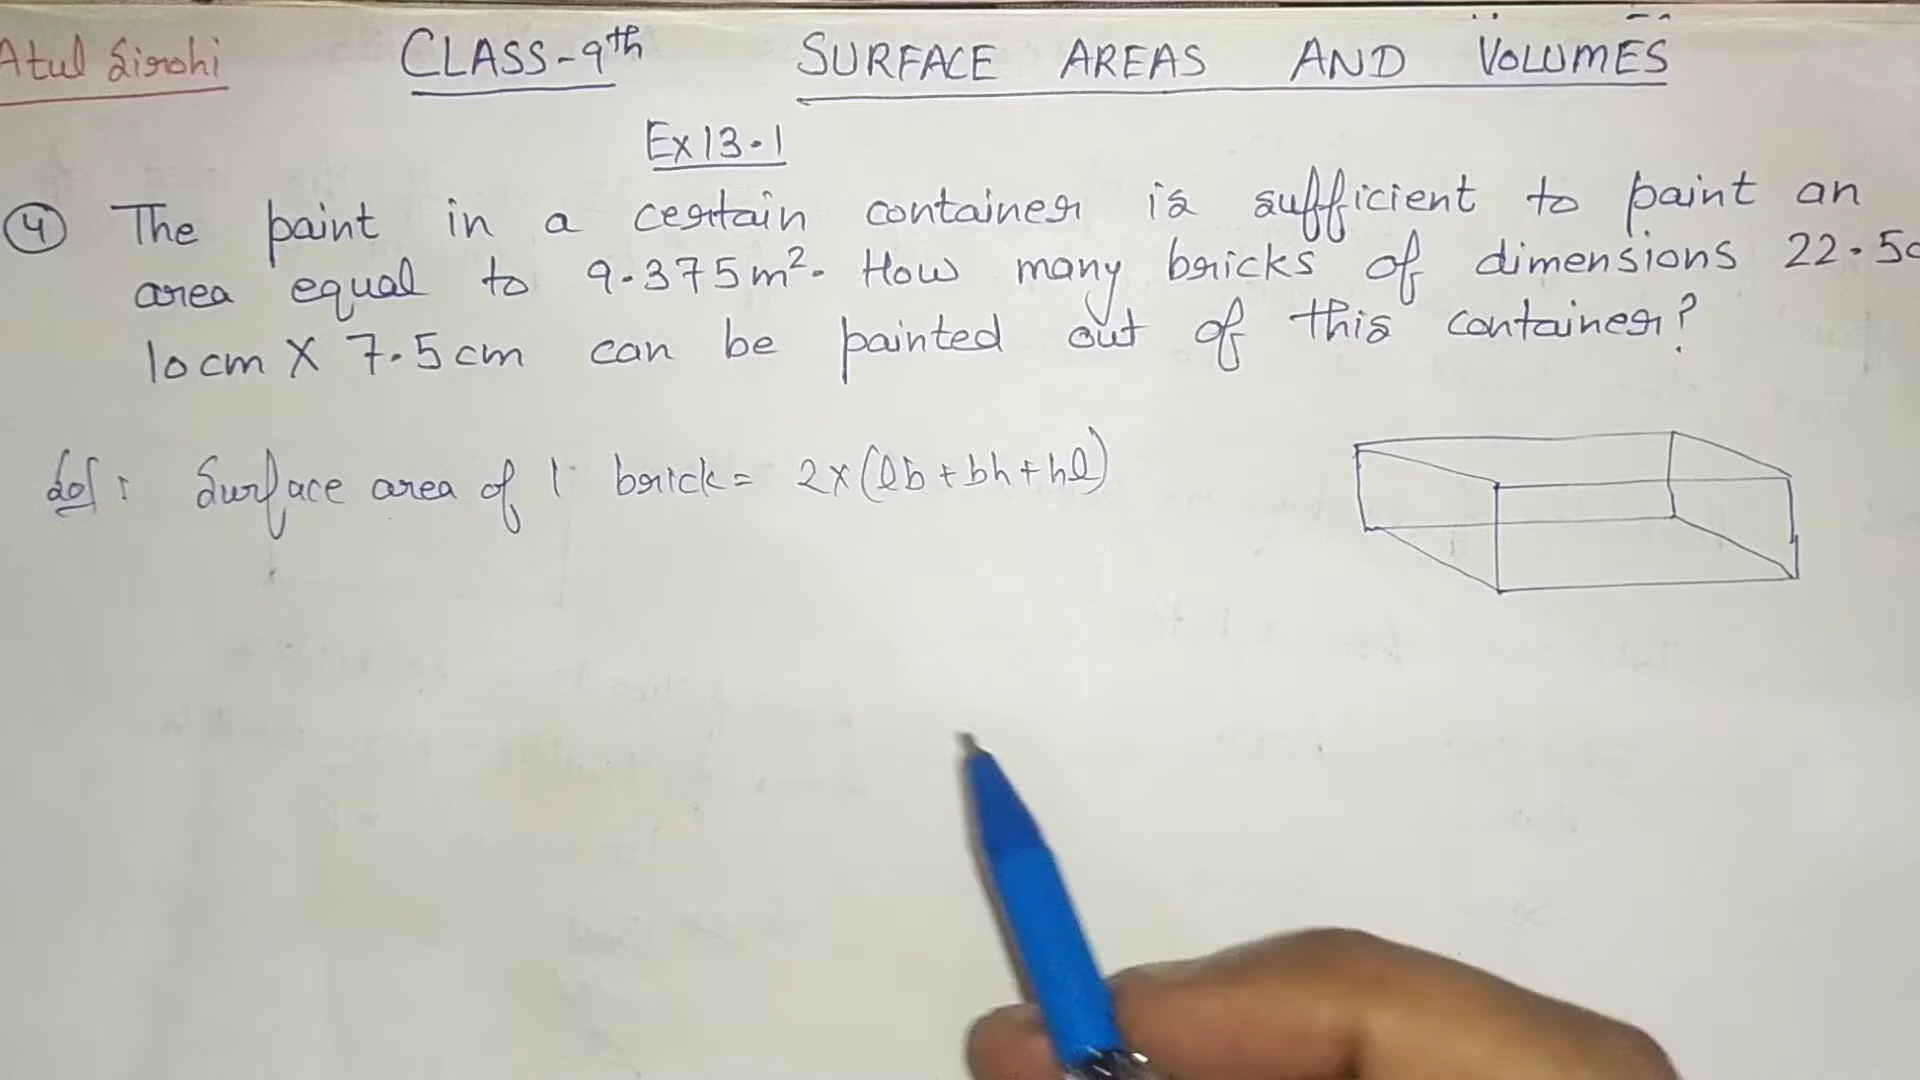 Atul Sirohi CLASS-9th SURFACE AREAS AND VOLUMES
Ex 13.1
④ The paint in a certain container is sufficient to paint an
area equal to 9.375m². How many bricks of dimensions 22.5c
10cm X 7.5cm can be painted out of this container?
Sol: Surface area of 1 brick = 2x(lb+bh+hl)